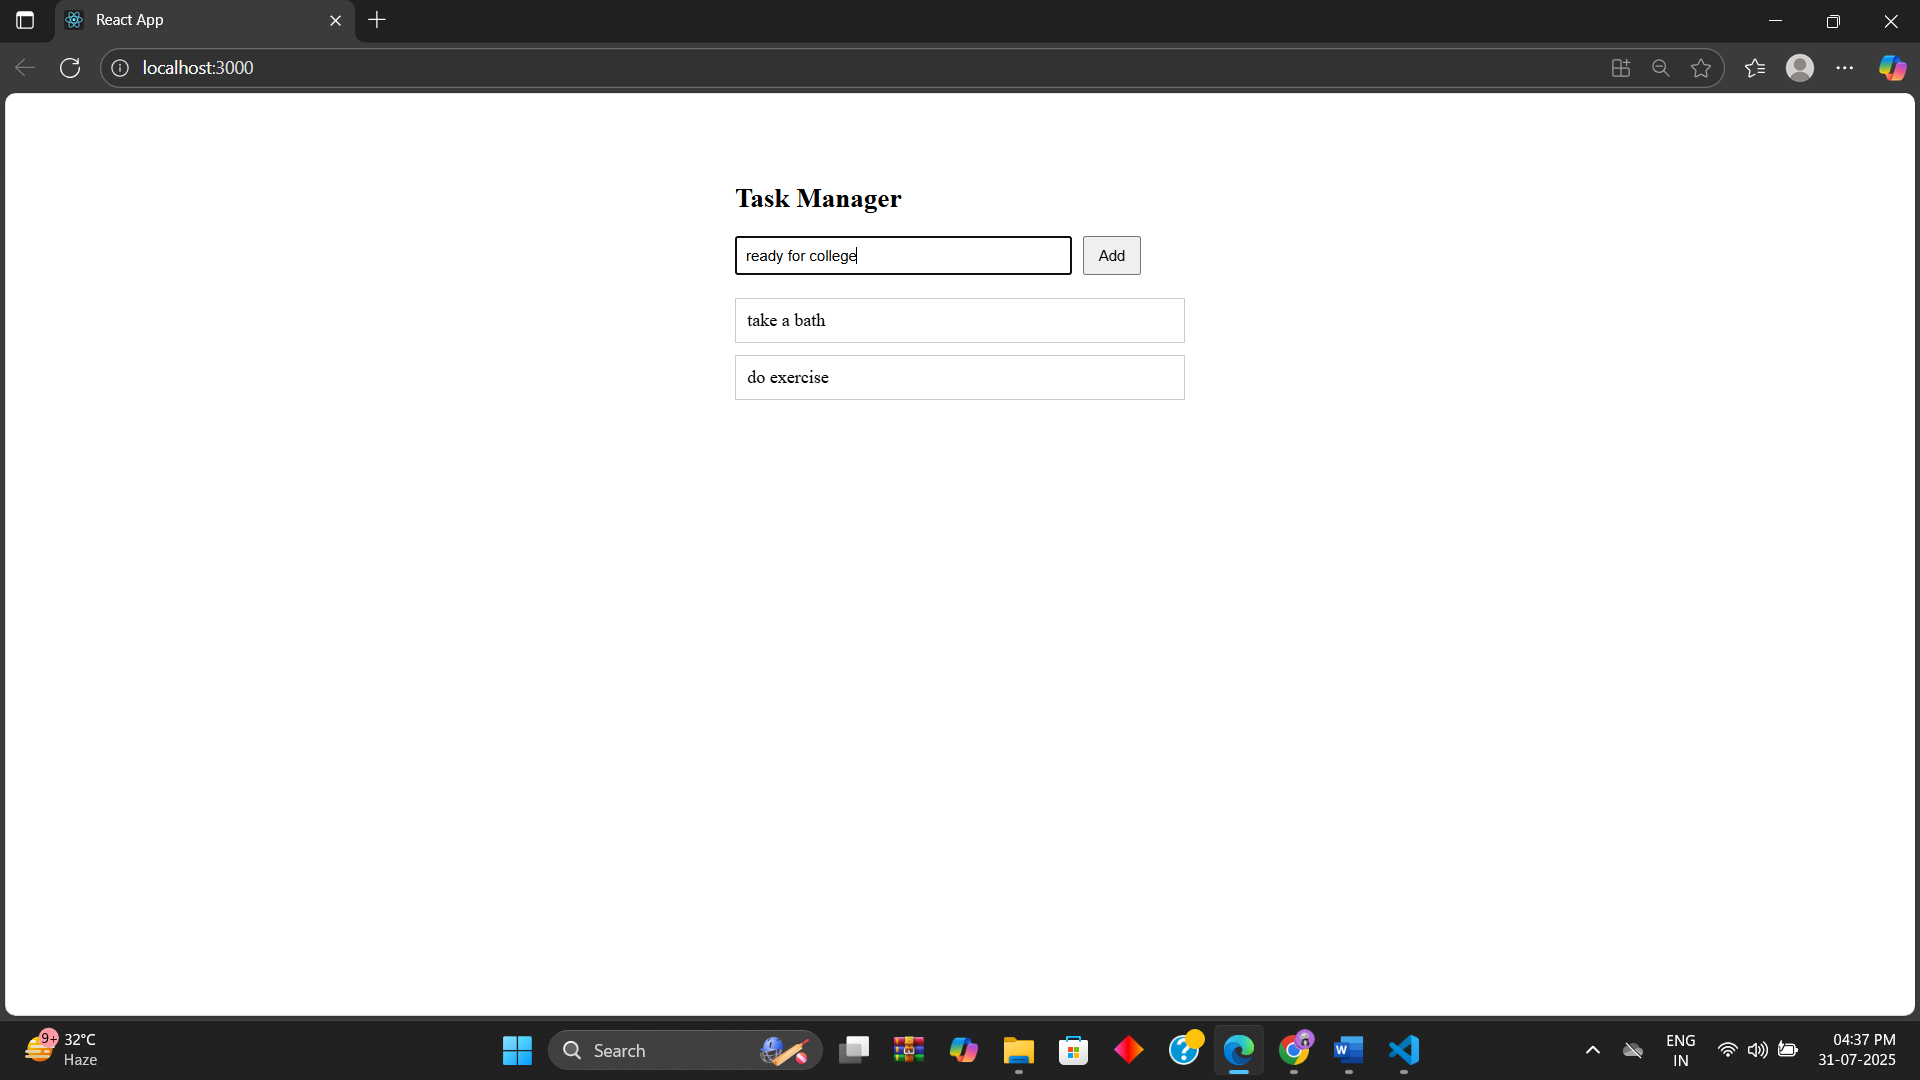 React App
localhost:3000
Task Manager
ready for college
Add
take a bath
do exercise
9+
32°C
Haze
Search
W
ENG
IN
04:37 PM
31-07-2025